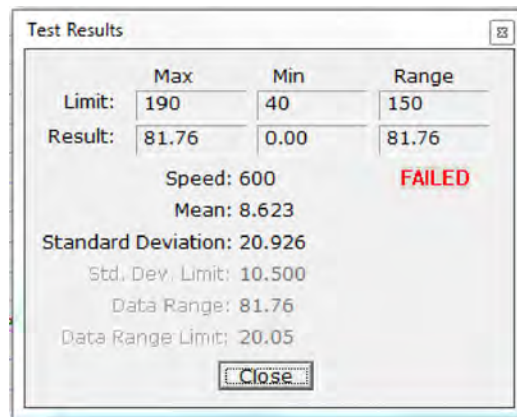 Test Results
Max Min Range
Limit: 190 40 150
Result: 81.76 0.00 81.76
Speed: 600 FAILED
Mean: 8.623
Standard Deviation: 20.926
Std. Dev. Limit: 10.500
Data Range: 81.76
Data Range Limit: 20.05
Close